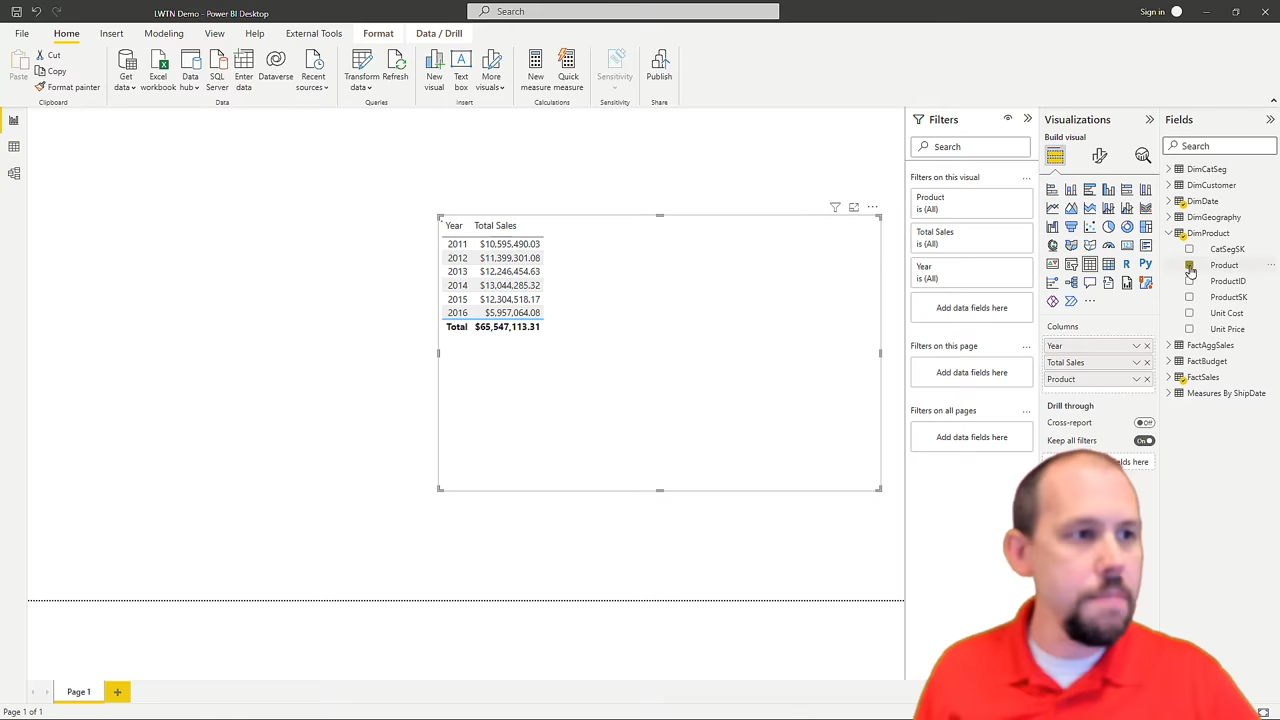 LWTN Demo - Power BI Desktop
Search
Sign in
File Home Insert Modeling View Help External Tools Format Data / Drill
Paste
Cut
Copy
Format painter
Clipboard
Get data
Excel workbook
Data hub
SQL Server
Enter data
Dataverse
Recent sources
Data
Transform data
Refresh
Queries
New visual
Text box
More visuals
Insert
New measure
Quick measure
Calculations
Sensitivity
Sensitivity
Publish
Share
Year Total Sales
2011 $10,595,490.03
2012 $11,399,301.08
2013 $12,246,454.63
2014 $13,044,285.32
2015 $12,304,518.17
2016 $5,957,064.08
Total $65,547,113.31
Filters
Search
Filters on this visual
Product
is (All)
Total Sales
is (All)
Year
is (All)
Add data fields here
Filters on this page
Add data fields here
Filters on all pages
Add data fields here
Visualizations
Build visual
R Py
Columns
Year
Total Sales
Product
Drill through
Cross-report Off
Keep all filters On
lds here
Fields
Search
DimCatSeg
DimCustomer
DimDate
DimGeography
DimProduct
CatSegSK
Product
ProductID
ProductSK
Unit Cost
Unit Price
FactAggSales
FactBudget
FactSales
Measures By ShipDate
Page 1
Page 1 of 1